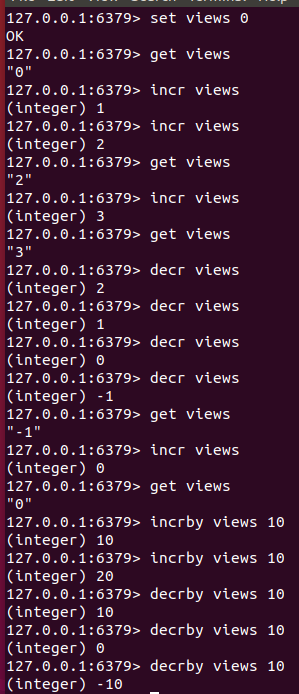 127.0.0.1:6379> set views 0
OK
127.0.0.1:6379> get views
"0"
127.0.0.1:6379> incr views
(integer) 1
127.0.0.1:6379> incr views
(integer) 2
127.0.0.1:6379> get views
"2"
127.0.0.1:6379> incr views
(integer) 3
127.0.0.1:6379> get views
"3"
127.0.0.1:6379> decr views
(integer) 2
127.0.0.1:6379> decr views
(integer) 1
127.0.0.1:6379> decr views
(integer) 0
127.0.0.1:6379> decr views
(integer) -1
127.0.0.1:6379> get views
"-1"
127.0.0.1:6379> incr views
(integer) 0
127.0.0.1:6379> get views
"0"
127.0.0.1:6379> incrby views 10
(integer) 10
127.0.0.1:6379> incrby views 10
(integer) 20
127.0.0.1:6379> decrby views 10
(integer) 10
127.0.0.1:6379> decrby views 10
(integer) 0
127.0.0.1:6379> decrby views 10
(integer) -10